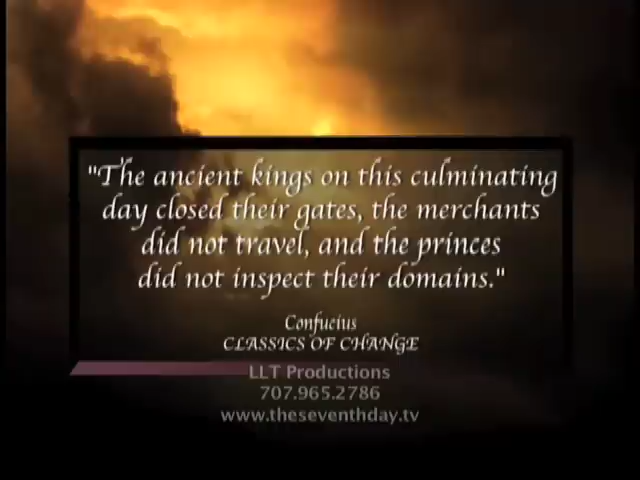 "The ancient kings on this culminating
day closed their gates, the merchants
did not travel, and the princes
did not inspect their domains."
Confucius
CLASSICS OF CHANGE
LLT Productions
707.965.2786
www.theseventhday.tv